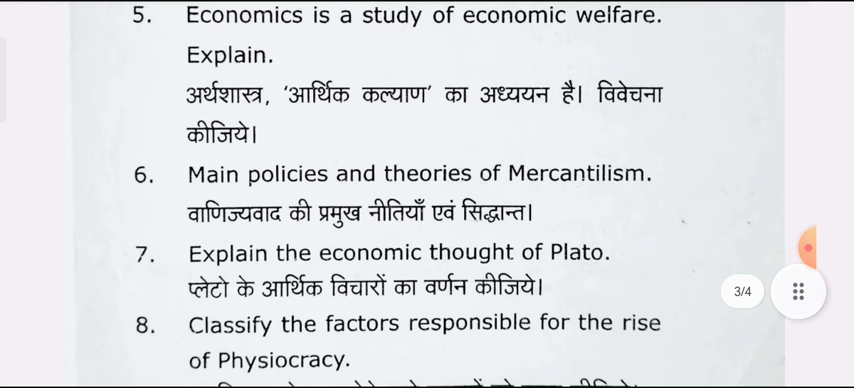 5. Economics is a study of economic welfare.
Explain.
अर्थशास्त्र, ‘आर्थिक कल्याण’ का अध्ययन है। विवेचना
कीजिये।
6. Main policies and theories of Mercantilism.
वाणिज्यवाद की प्रमुख नीतियाँ एवं सिद्धान्त।
7. Explain the economic thought of Plato.
प्लेटो के आर्थिक विचारों का वर्णन कीजिये।
3/4
8. Classify the factors responsible for the rise
of Physiocracy.